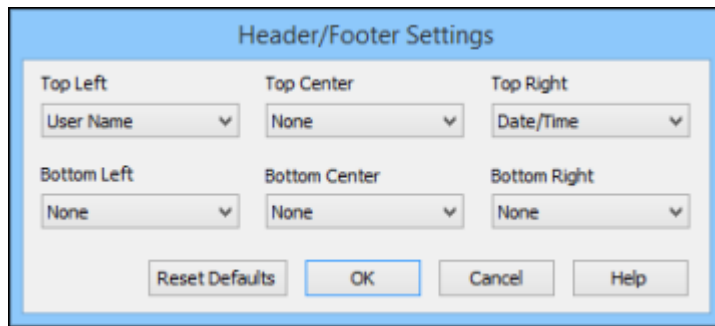 Header/Footer Settings
Top Left Top Center Top Right
User Name None Date/Time
Bottom Left Bottom Center Bottom Right
None None None
Reset Defaults OK Cancel Help